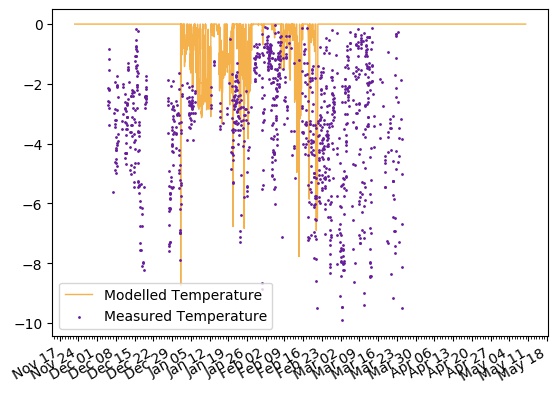 0
−2
−4
−6
−8
−10
Modelled Temperature
Measured Temperature
Nov 17
Nov 24
Dec 01
Dec 08
Dec 15
Dec 22
Dec 29
Jan 05
Jan 12
Jan 19
Jan 26
Feb 02
Feb 09
Feb 16
Feb 23
Mar 02
Mar 09
Mar 16
Mar 23
Mar 30
Apr 06
Apr 13
Apr 20
Apr 27
May 04
May 11
May 18